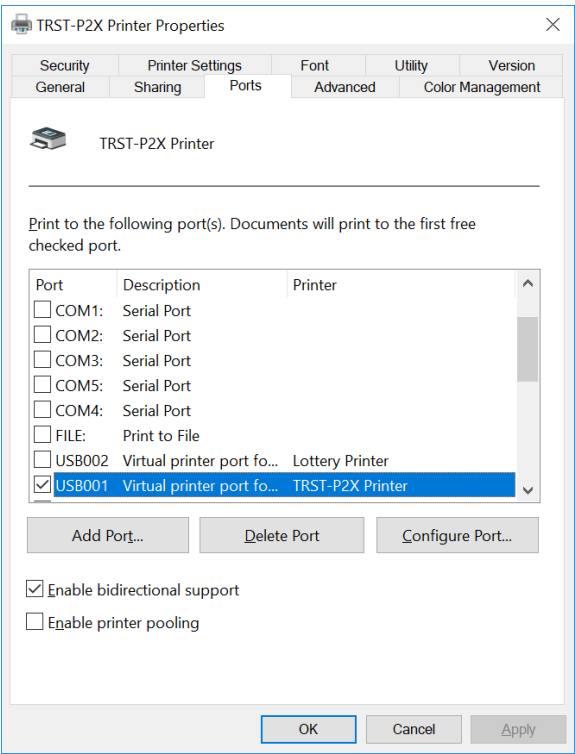 TRST-P2X Printer Properties
Security Printer Settings Font Utility Version
General Sharing Ports Advanced Color Management
TRST-P2X Printer
Print to the following port(s). Documents will print to the first free
checked port.
Port Description Printer
COM1: Serial Port
COM2: Serial Port
COM3: Serial Port
COM5: Serial Port
COM4: Serial Port
FILE: Print to File
USB002 Virtual printer port fo... Lottery Printer
USB001 Virtual printer port fo... TRST-P2X Printer
Add Port... Delete Port Configure Port...
Enable bidirectional support
Enable printer pooling
OK Cancel Apply